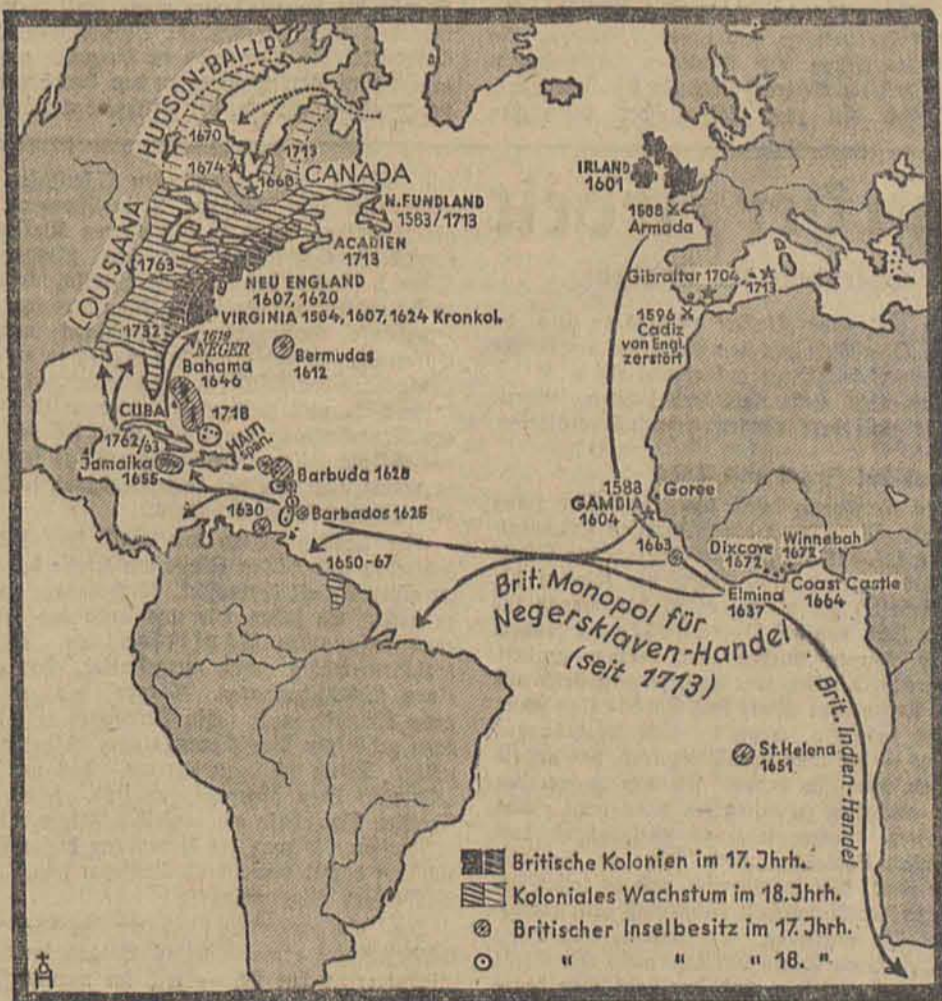 HUDSON-BAI-LD.
1670
1674
1668
1713
CANADA
N.FUNDLAND
1583/1713
ACADIEN
1713
LOUISIANA
1763
1732
NEU ENGLAND
1607, 1620
VIRGINIA 1584, 1607, 1624 Kronkol.
1619
NEGER
Bahama
1646
Bermudas
1612
CUBA
1762/63
1718
HAITI
span.
Jamaika
1655
Barbuda 1628
1630
Barbados 1625
1650-67
IRLAND
1601
1588
Armada
Gibraltar 1704
1713
1596
Cadiz
von Engl.
zerstört
1588
Goree
GAMBIA
1604
1663
Dixcove
1672
Winnebah
1672
Elmina
1637
Coast Castle
1664
Brit. Monopol für
Negersklaven-Handel
(seit 1713)
Brit. Indien-Handel
St. Helena
1651
Britische Kolonien im 17. Jhrh.
Koloniales Wachstum im 18. Jhrh.
Britischer Inselbesitz im 17. Jhrh.
" " " 18. "